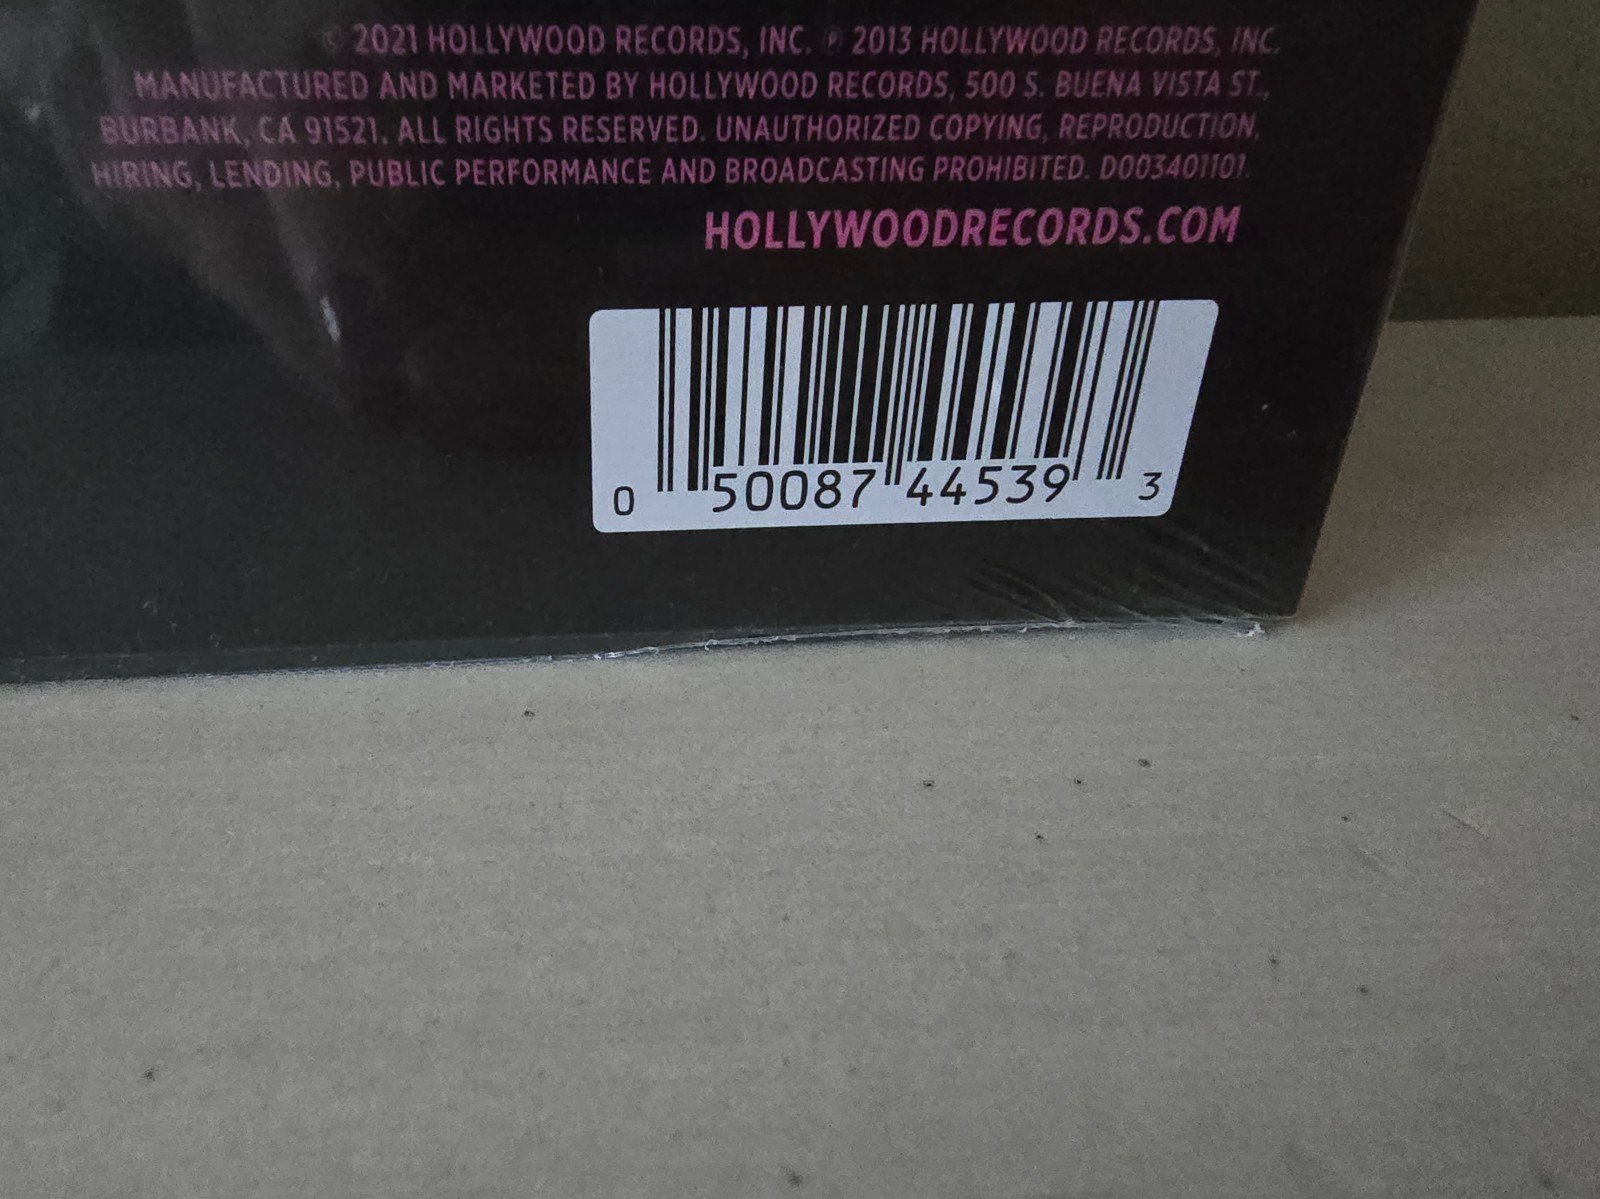 © 2021 HOLLYWOOD RECORDS, INC. ℗ 2013 HOLLYWOOD RECORDS, INC.
MANUFACTURED AND MARKETED BY HOLLYWOOD RECORDS, 500 S. BUENA VISTA ST.,
BURBANK, CA 91521. ALL RIGHTS RESERVED. UNAUTHORIZED COPYING, REPRODUCTION,
HIRING, LENDING, PUBLIC PERFORMANCE AND BROADCASTING PROHIBITED. D003401101.
HOLLYWOODRECORDS.COM
0 50087 44539 3